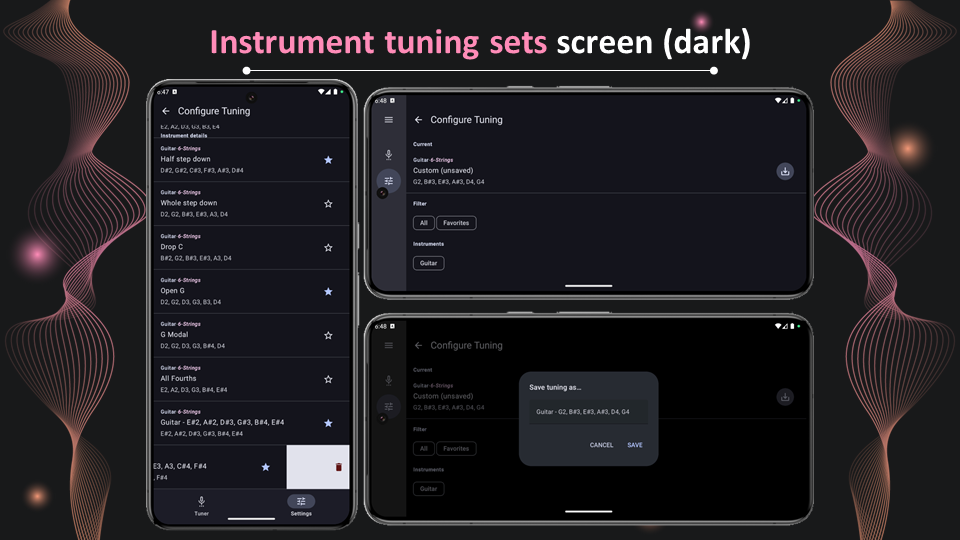 Instrument tuning sets screen (dark)
6:47
Configure Tuning
E2, A2, D3, G3, B3, E4
Instrument details
Guitar 6-Strings
Half step down
D#2, G#2, C#3, F#3, A#3, D#4
Guitar 6-Strings
Whole step down
D2, G2, B#3, E#3, A3, D4
Guitar 6-Strings
Drop C
B#2, G2, B#3, E#3, A3, D4
Guitar 6-Strings
Open G
D2, G2, D3, G3, B3, D4
Guitar 6-Strings
G Modal
D2, G2, D3, G3, B#4, D4
Guitar 6-Strings
All Fourths
E2, A2, D3, G3, B#4, E#4
Guitar 6-Strings
Guitar - E#2, A#2, D#3, G#3, B#4, E#4
E#2, A#2, D#3, G#3, B#4, E#4
E3, A3, C#4, F#4
, F#4
Tuner
Settings
6:48
Configure Tuning
Current
Guitar 6-Strings
Custom (unsaved)
G2, B#3, E#3, A#3, D4, G4
Filter
All
Favorites
Instruments
Guitar
6:48
Configure Tuning
Current
Guitar 6-Strings
Custom (unsaved)
G2, B#3, E#3, A#3, D4, G4
Filter
All
Favorites
Instruments
Guitar
Save tuning as...
Guitar - G2, B#3, E#3, A#3, D4, G4
CANCEL
SAVE